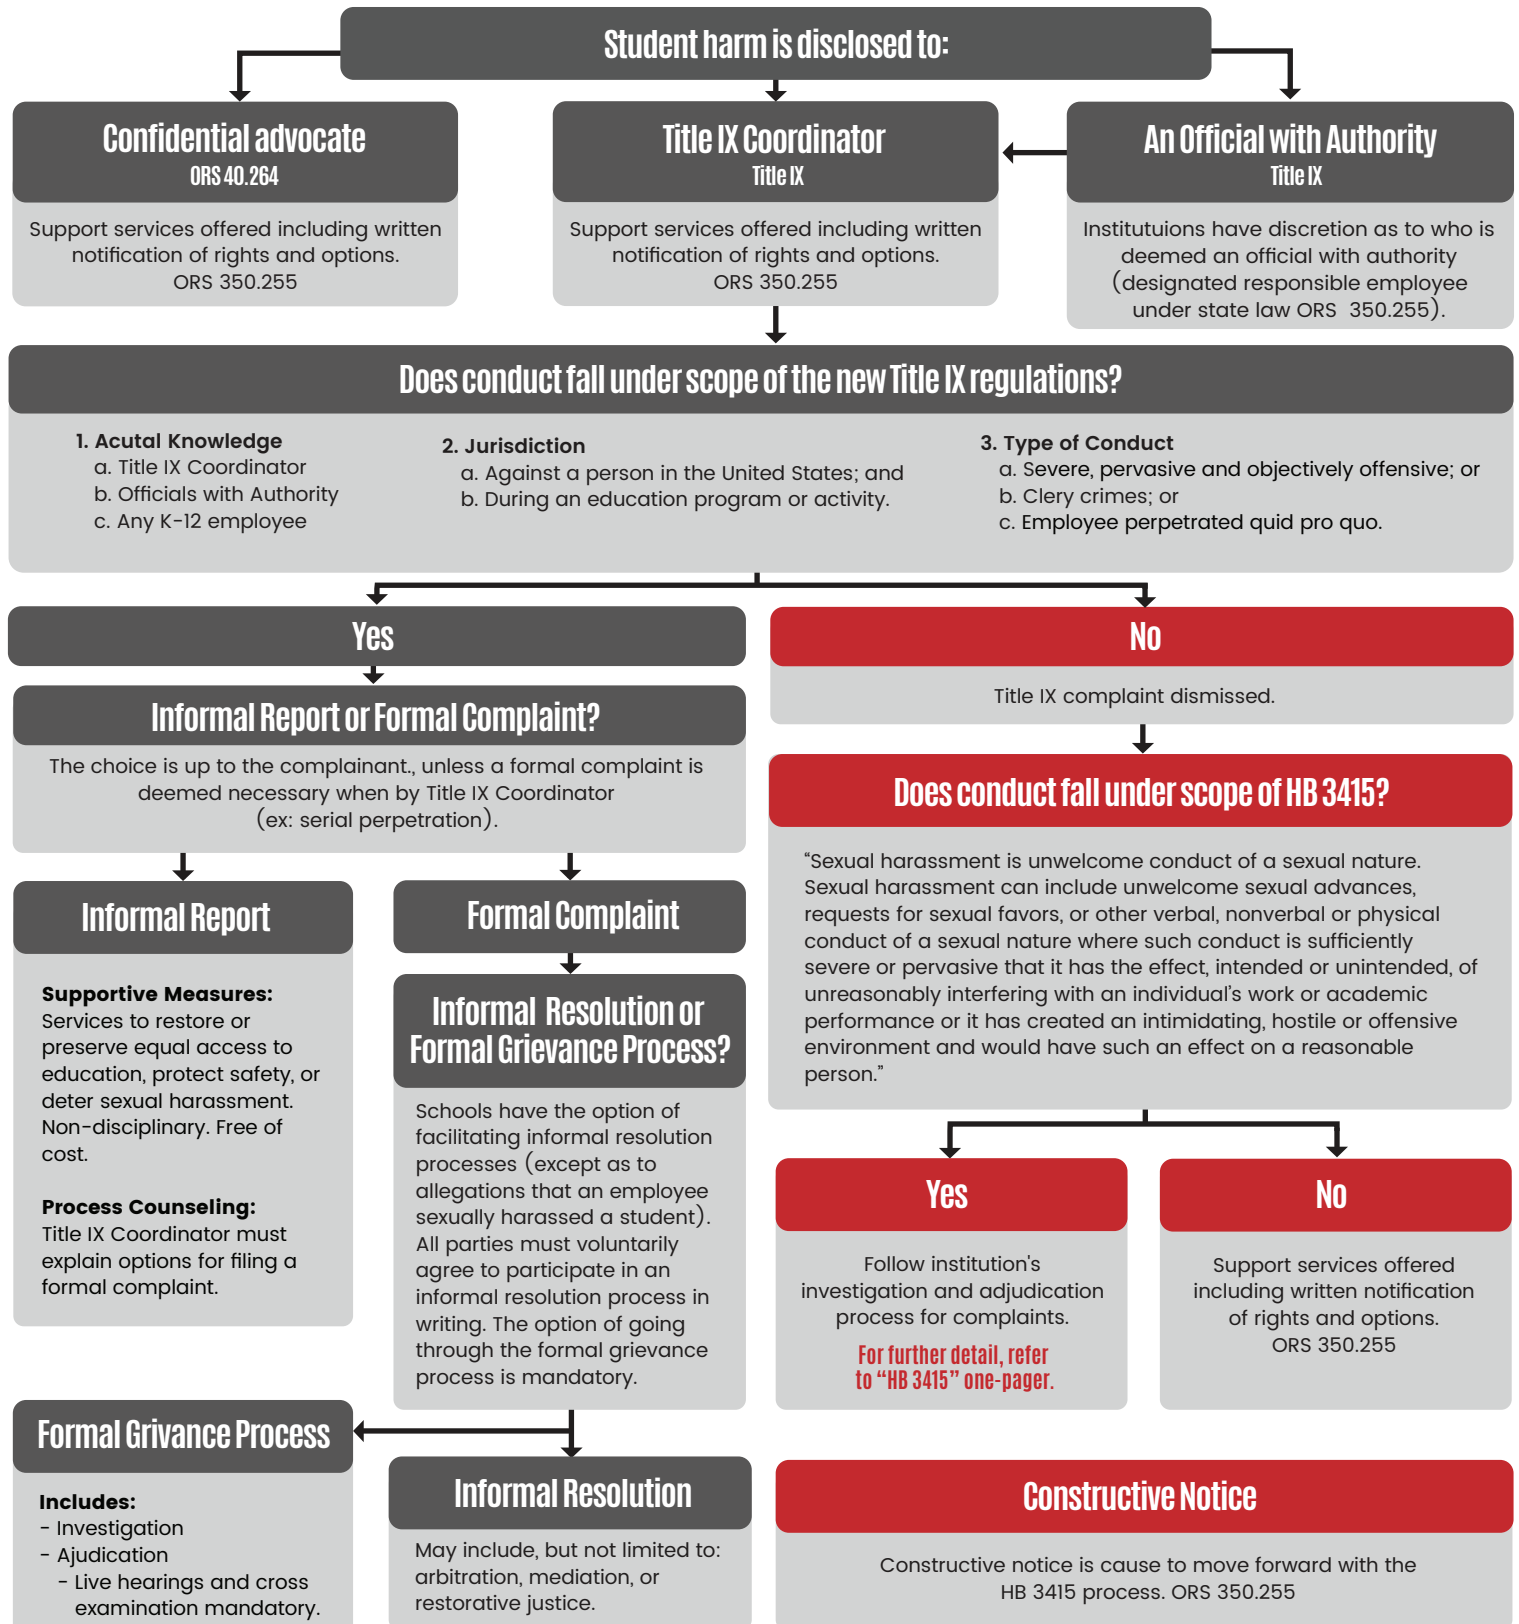 Student harm is disclosed to:
Confidential advocate
ORS 40.264
Support services offered including written
notification of rights and options.
ORS 350.255
Title IX Coordinator
Title IX
Support services offered including written
notification of rights and options.
ORS 350.255
An Official with Authority
Title IX
Institutuions have discretion as to who is
deemed an official with authority
(designated responsible employee
under state law ORS 350.255).
Does conduct fall under scope of the new Title IX regulations?
1. Acutal Knowledge
a. Title IX Coordinator
b. Officials with Authority
c. Any K-12 employee
2. Jurisdiction
a. Against a person in the United States; and
b. During an education program or activity.
3. Type of Conduct
a. Severe, pervasive and objectively offensive; or
b. Clery crimes; or
c. Employee perpetrated quid pro quo.
Yes
Informal Report or Formal Complaint?
The choice is up to the complainant., unless a formal complaint is
deemed necessary when by Title IX Coordinator
(ex: serial perpetration).
Informal Report
Supportive Measures:
Services to restore or
preserve equal access to
education, protect safety, or
deter sexual harassment.
Non-disciplinary. Free of
cost.
Process Counseling:
Title IX Coordinator must
explain options for filing a
formal complaint.
Formal Complaint
Informal Resolution or
Formal Grievance Process?
Schools have the option of
facilitating informal resolution
processes (except as to
allegations that an employee
sexually harassed a student).
All parties must voluntarily
agree to participate in an
informal resolution process in
writing. The option of going
through the formal grievance
process is mandatory.
Formal Grivance Process
Includes:
- Investigation
- Ajudication
- Live hearings and cross
examination mandatory.
Informal Resolution
May include, but not limited to:
arbitration, mediation, or
restorative justice.
No
Title IX complaint dismissed.
Does conduct fall under scope of HB 3415?
“Sexual harassment is unwelcome conduct of a sexual nature.
Sexual harassment can include unwelcome sexual advances,
requests for sexual favors, or other verbal, nonverbal or physical
conduct of a sexual nature where such conduct is sufficiently
severe or pervasive that it has the effect, intended or unintended, of
unreasonably interfering with an individual's work or academic
performance or it has created an intimidating, hostile or offensive
environment and would have such an effect on a reasonable
person.”
Yes
Follow institution's
investigation and adjudication
process for complaints.
For further detail, refer
to “HB 3415” one-pager.
No
Support services offered
including written notification
of rights and options.
ORS 350.255
Constructive Notice
Constructive notice is cause to move forward with the
HB 3415 process. ORS 350.255